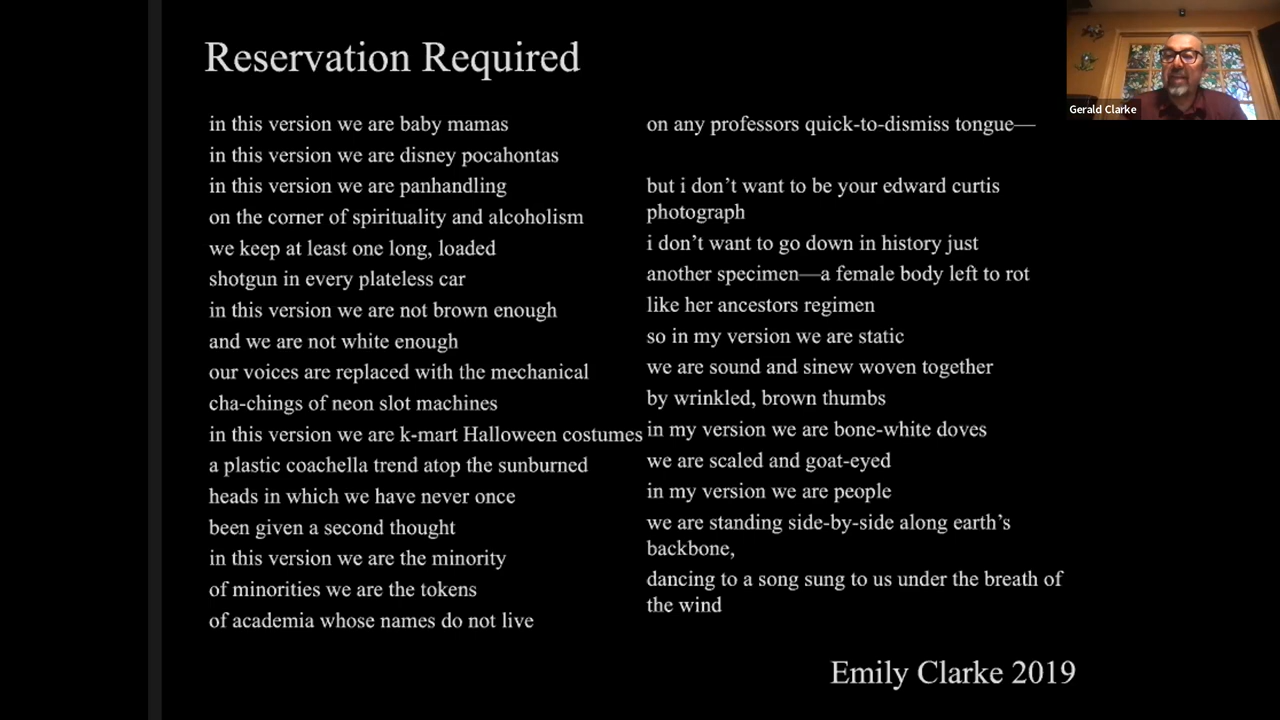 Reservation Required
in this version we are baby mamas
in this version we are disney pocahontas
in this version we are panhandling
on the corner of spirituality and alcoholism
we keep at least one long, loaded
shotgun in every plateless car
in this version we are not brown enough
and we are not white enough
our voices are replaced with the mechanical
cha-chings of neon slot machines
in this version we are k-mart Halloween costumes
a plastic coachella trend atop the sunburned
heads in which we have never once
been given a second thought
in this version we are the minority
of minorities we are the tokens
of academia whose names do not live
on any professors quick-to-dismiss tongue—
but i don’t want to be your edward curtis
photograph
i don’t want to go down in history just
another specimen—a female body left to rot
like her ancestors regimen
so in my version we are static
we are sound and sinew woven together
by wrinkled, brown thumbs
in my version we are bone-white doves
we are scaled and goat-eyed
in my version we are people
we are standing side-by-side along earth’s
backbone,
dancing to a song sung to us under the breath of
the wind
Emily Clarke 2019
Gerald Clarke